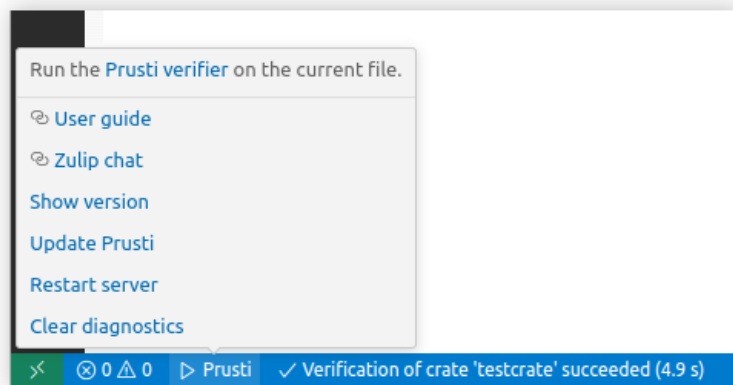 Run the Prusti verifier on the current file.
User guide
Zulip chat
Show version
Update Prusti
Restart server
Clear diagnostics
0 0 Prusti Verification of crate 'testcrate' succeeded (4.9 s)